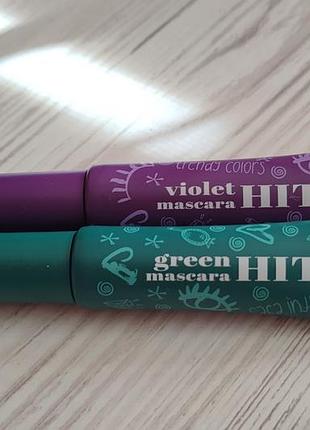 trendy colors
violet
mascara HIT
green
mascara HIT